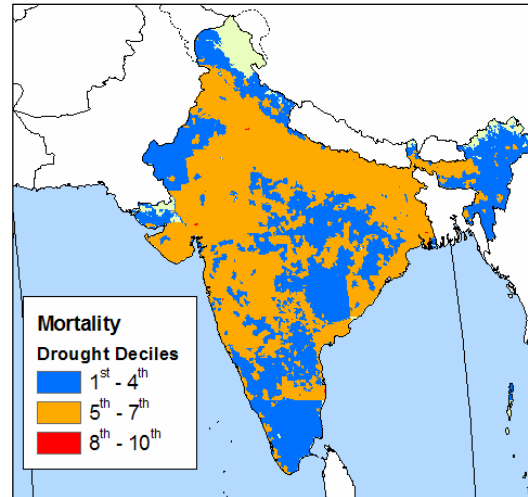 Mortality
Drought Deciles
1st - 4th
5th - 7th
8th - 10th